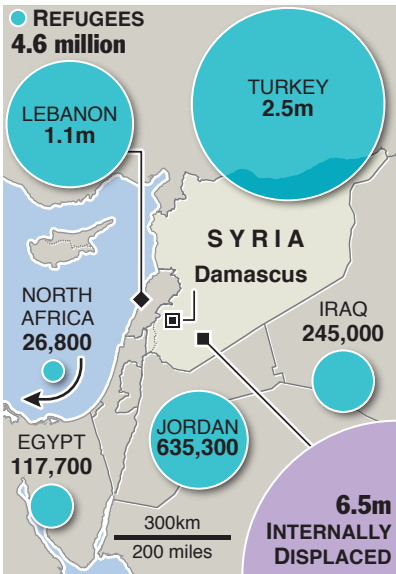 REFUGEES
4.6 million
LEBANON
1.1m
TURKEY
2.5m
SYRIA
Damascus
NORTH
AFRICA
26,800
IRAQ
245,000
EGYPT
117,700
JORDAN
635,300
300km
200 miles
6.5m
INTERNALLY
DISPLACED